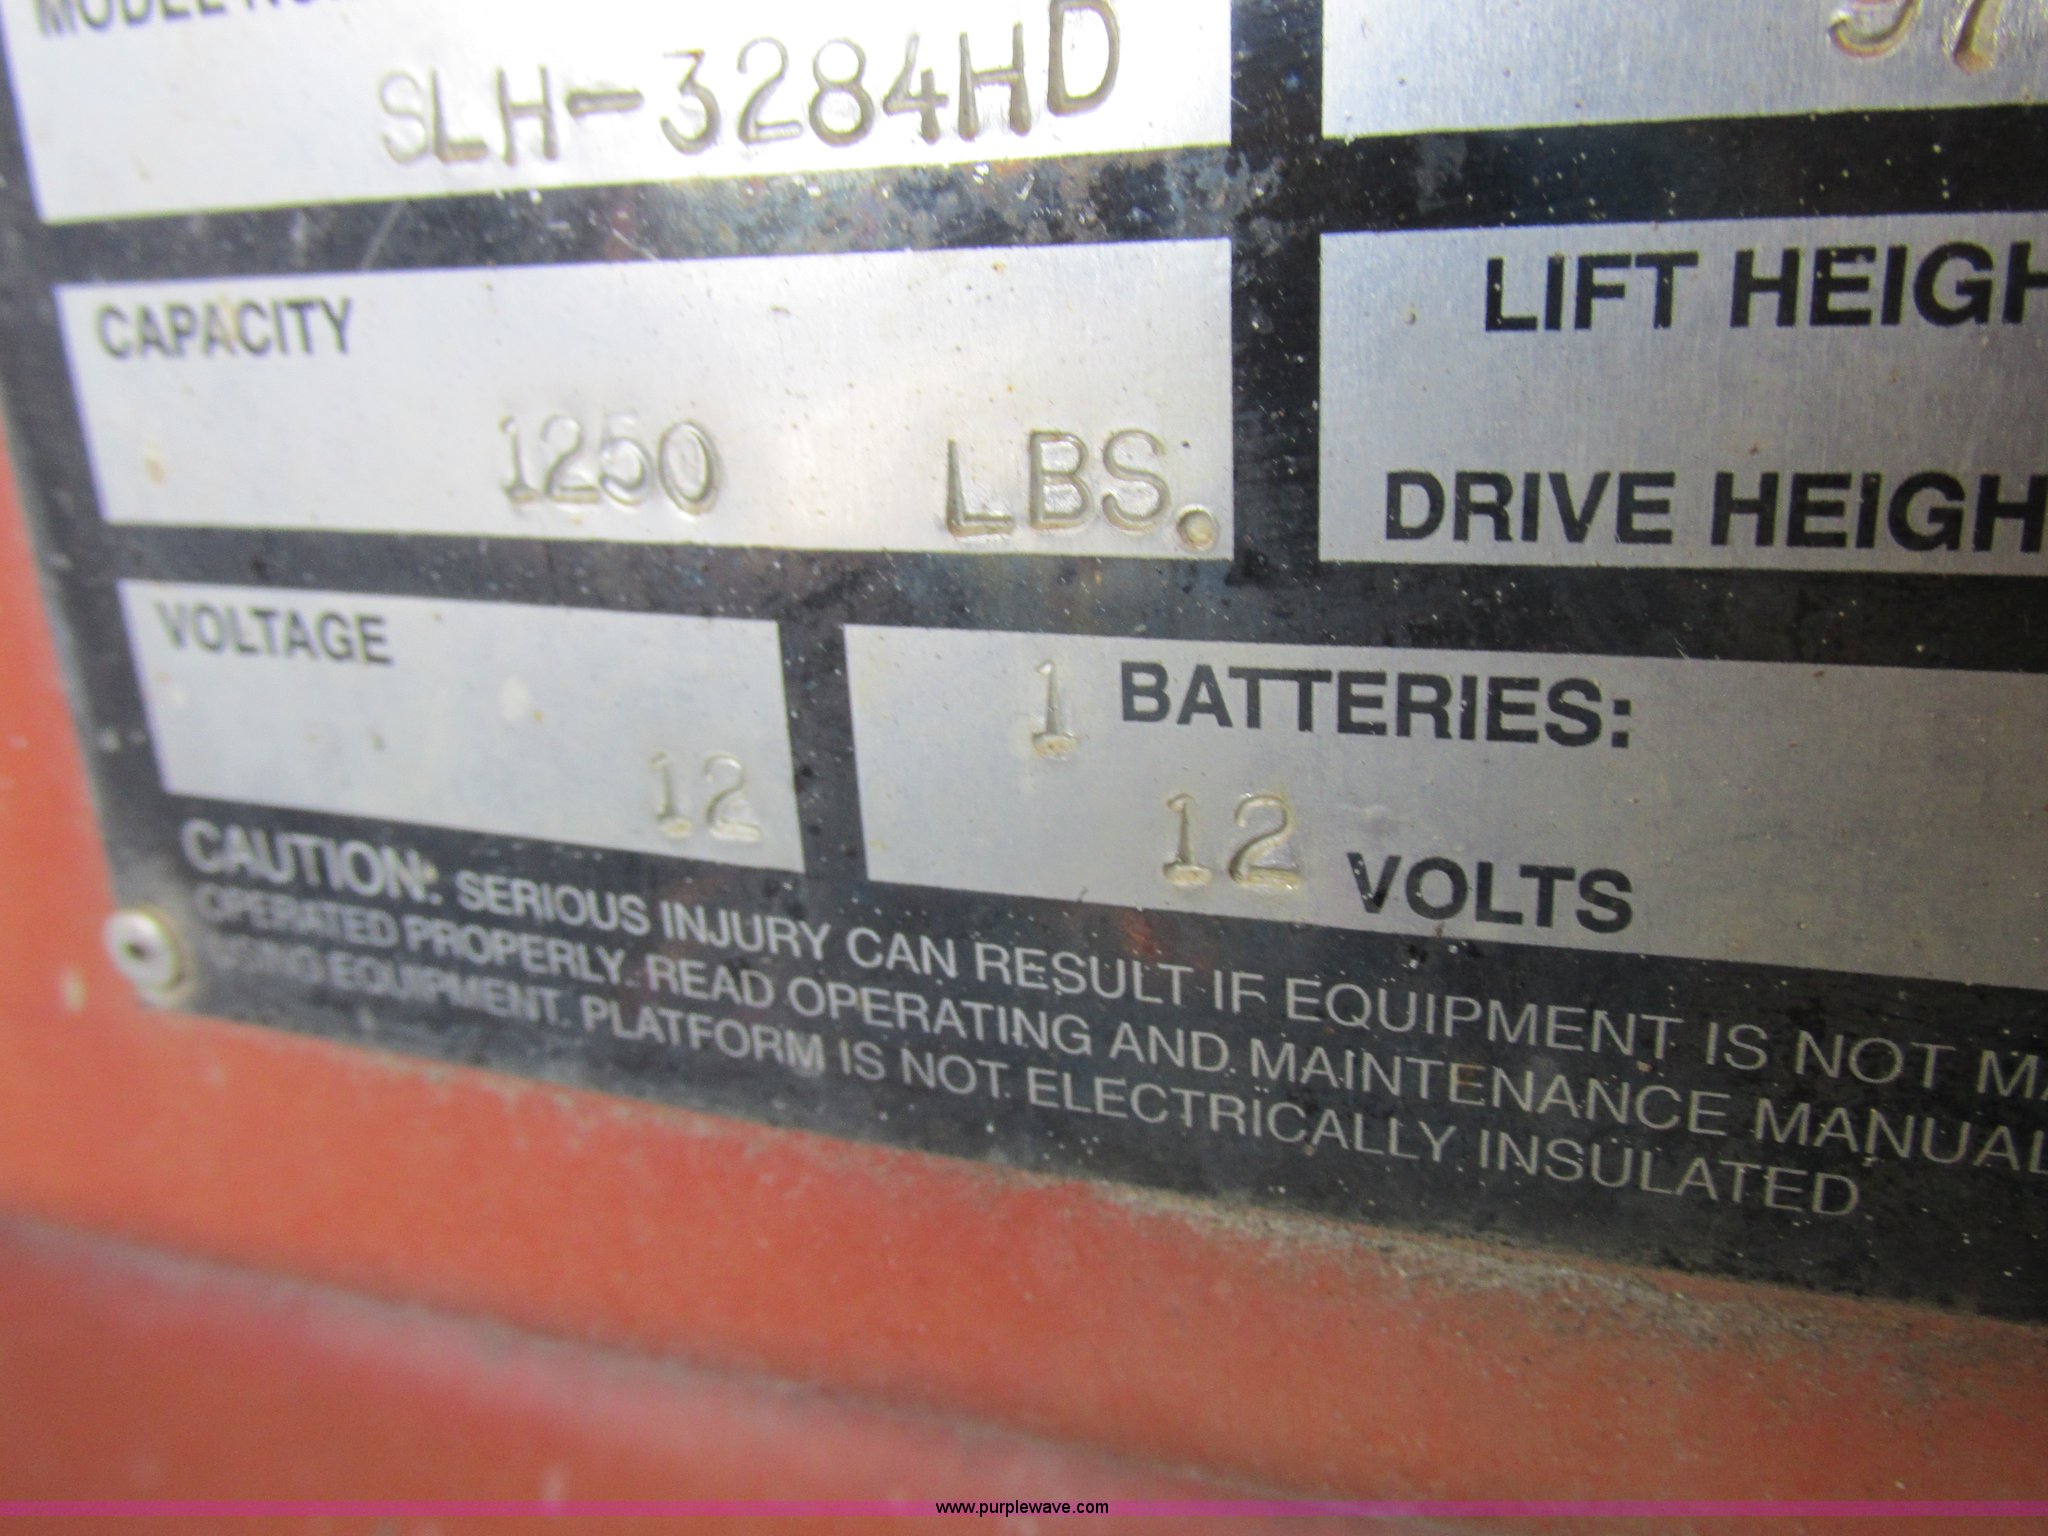 MODEL
SLH-3284HD
CAPACITY
1250 LBS.
LIFT HEIGH
DRIVE HEIGH
VOLTAGE
12
1 BATTERIES:
12 VOLTS
CAUTION: SERIOUS INJURY CAN RESULT IF EQUIPMENT IS NOT MA
OPERATED PROPERLY. READ OPERATING AND MAINTENANCE MANUAL
USING EQUIPMENT. PLATFORM IS NOT ELECTRICALLY INSULATED
www.purplewave.com